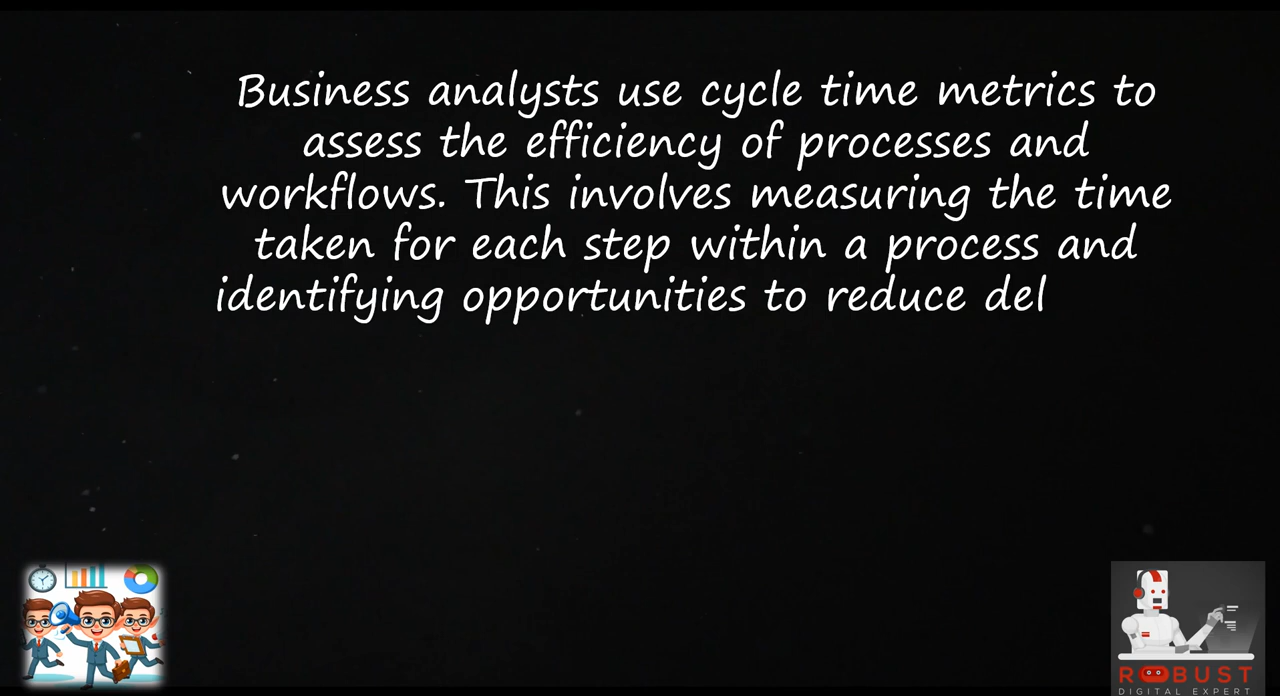 Business analysts use cycle time metrics to
assess the efficiency of processes and
workflows. This involves measuring the time
taken for each step within a process and
identifying opportunities to reduce del
ROBUST
DIGITAL EXPERT